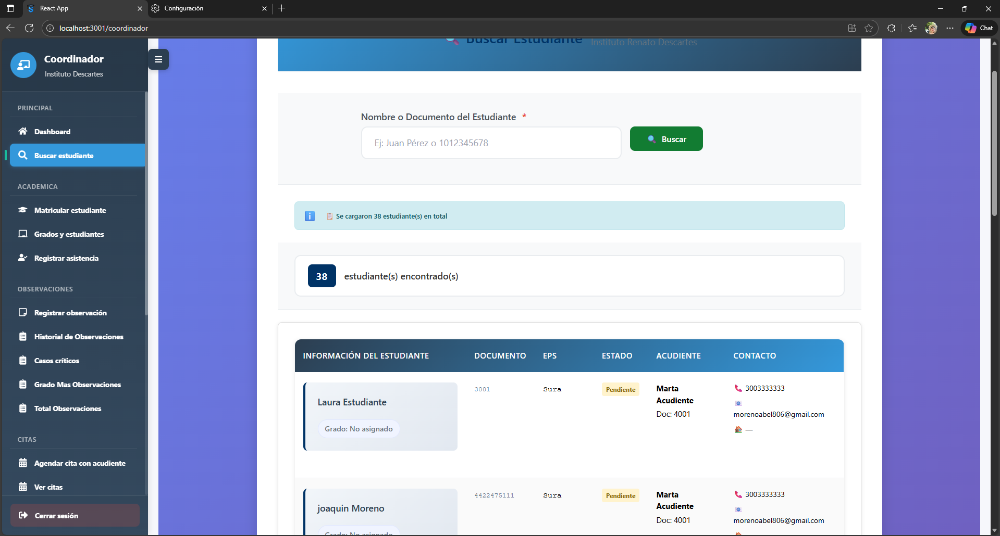 React App
Configuración
localhost:3001/coordinador
Chat
Coordinador
Instituto Descartes
PRINCIPAL
Dashboard
Buscar estudiante
ACADEMICA
Matricular estudiante
Grados y estudiantes
Registrar asistencia
OBSERVACIONES
Registrar observación
Historial de Observaciones
Casos críticos
Grado Mas Observaciones
Total Observaciones
CITAS
Agendar cita con acudiente
Ver citas
Cerrar sesión
Buscar Estudiante Instituto Renato Descartes
Nombre o Documento del Estudiante *
Ej: Juan Pérez o 1012345678
Buscar
Se cargaron 38 estudiante(s) en total
38 estudiante(s) encontrado(s)
INFORMACIÓN DEL ESTUDIANTE DOCUMENTO EPS ESTADO ACUDIENTE CONTACTO
Laura Estudiante
Grado: No asignado
3001
Sura
Pendiente
Marta
Acudiente
Doc: 4001
3003333333
morenoabel806@gmail.com
—
joaquin Moreno
Grado: No asignado
4422475111
Sura
Pendiente
Marta
Acudiente
Doc: 4001
3003333333
morenoabel806@gmail.com